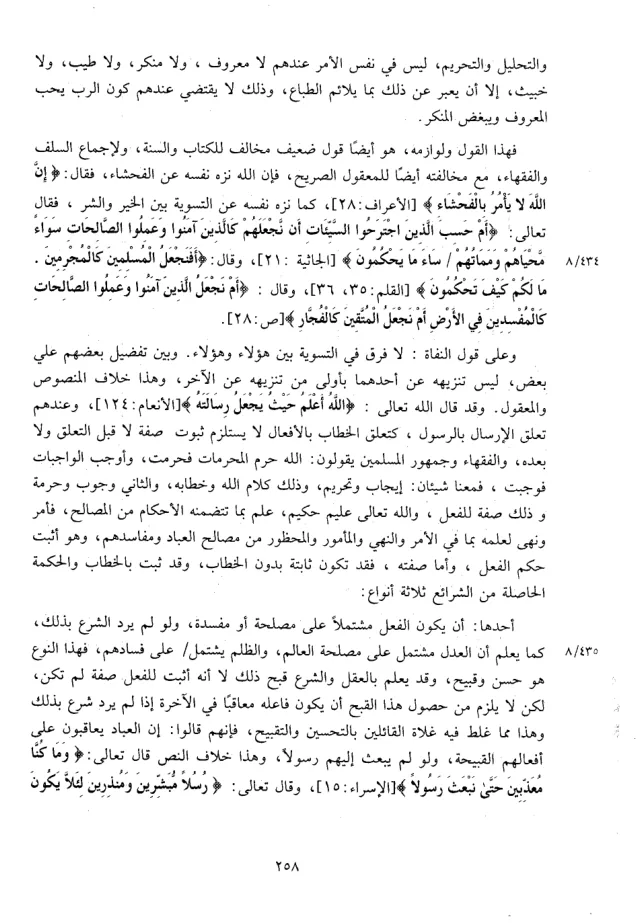 والتحليل والتحريم، ليس في نفس الأمر عندهم لا معروف ، ولا منكر، ولا طيب، ولا
خبيث، إلا أن يعبر عن ذلك بما يلائم الطباع، وذلك لا يقتضي عندهم كون الرب يحب
المعروف ويبغض المنكر.
فهذا القول ولوازمه، هو أيضًا قول ضعيف مخالف للكتاب والسنة، ولإجماع السلف
والفقهاء، مع مخالفته أيضًا للمعقول الصريح، فإن الله نزه نفسه عن الفحشاء، فقال: ﴿ إِنَّ
اللَّهَ لا يَأْمُرُ بِالْفَحْشَاءِ ﴾ [الأعراف:٢٨]، كما نزه نفسه عن التسوية بين الخير والشر ، فقال
تعالى: ﴿أَمْ حَسِبَ الَّذِينَ اجْتَرَحُوا السَّيِّئَاتِ أَن نَّجْعَلَهُمْ كَالَّذِينَ آمَنُوا وَعَمِلُوا الصَّالِحَاتِ سَوَاءً
مَّحْيَاهُمْ وَمَمَاتُهُمْ / سَاءَ مَا يَحْكُمُونَ ﴾ [الجاثية :٢١]، وقال: ﴿أَفَنَجْعَلُ الْمُسْلِمِينَ كَالْمُجْرِمِينَ . ٨/٤٣٤
مَا لَكُمْ كَيْفَ تَحْكُمُونَ ﴾ [القلم:٣٥، ٣٦]، وقال : ﴿أَمْ نَجْعَلُ الَّذِينَ آمَنُوا وَعَمِلُوا الصَّالِحَاتِ
كَالْمُفْسِدِينَ فِي الأَرْضِ أَمْ نَجْعَلُ الْمُتَّقِينَ كَالْفُجَّارِ ﴾[ص:٢٨].
وعلى قول النفاة : لا فرق في التسوية بين هؤلاء وهؤلاء. وبين تفضيل بعضهم علي
بعض، ليس تنزيهه عن أحدهما بأولى من تنزيهه عن الآخر، وهذا خلاف المنصوص
والمعقول. وقد قال الله تعالى : ﴿اللَّهُ أَعْلَمُ حَيْثُ يَجْعَلُ رِسَالَتَهُ ﴾[الأنعام:١٢٤]، وعندهم
تعلق الإرسال بالرسول ، كتعلق الخطاب بالأفعال لا يستلزم ثبوت صفة لا قبل التعلق ولا
بعده، والفقهاء وجمهور المسلمين يقولون: الله حرم المحرمات فحرمت، وأوجب الواجبات
فوجبت ، فمعنا شيئان: إيجاب وتحريم، وذلك كلام الله وخطابه، والثاني وجوب وحرمة
و ذلك صفة للفعل ، والله تعالى عليم حكيم، علم بما تتضمنه الأحكام من المصالح، فأمر
ونهى لعلمه بما في الأمر والنهي والمأمور والمحظور من مصالح العباد ومفاسدهم، وهو أثبت
حكم الفعل ، وأما صفته ، فقد تكون ثابتة بدون الخطاب، وقد ثبت بالخطاب والحكمة
الحاصلة من الشرائع ثلاثة أنواع:
أحدها: أن يكون الفعل مشتملاً على مصلحة أو مفسدة، ولو لم يرد الشرع بذلك،
كما يعلم أن العدل مشتمل على مصلحة العالم، والظلم يشتمل/ على فسادهم، فهذا النوع ٨/٤٣٥
هو حسن وقبيح، وقد يعلم بالعقل والشرع قبح ذلك لا أنه أثبت للفعل صفة لم تكن،
لكن لا يلزم من حصول هذا القبح أن يكون فاعله معاقبًا في الآخرة إذا لم يرد شرع بذلك
وهذا مما غلط فيه غلاة القائلين بالتحسين والتقبيح، فإنهم قالوا: إن العباد يعاقبون على
أفعالهم القبيحة، ولو لم يبعث إليهم رسولاً، وهذا خلاف النص قال تعالى: ﴿ وَمَا كُنَّا
مُعَذِّبِينَ حَتَّىٰ نَبْعَثَ رَسُولاً ﴾[الإسراء:١٥]، وقال تعالى: ﴿ رُسُلاً مُّبَشِّرِينَ وَمُنذِرِينَ لِئَلاَّ يَكُونَ
٢٥٨